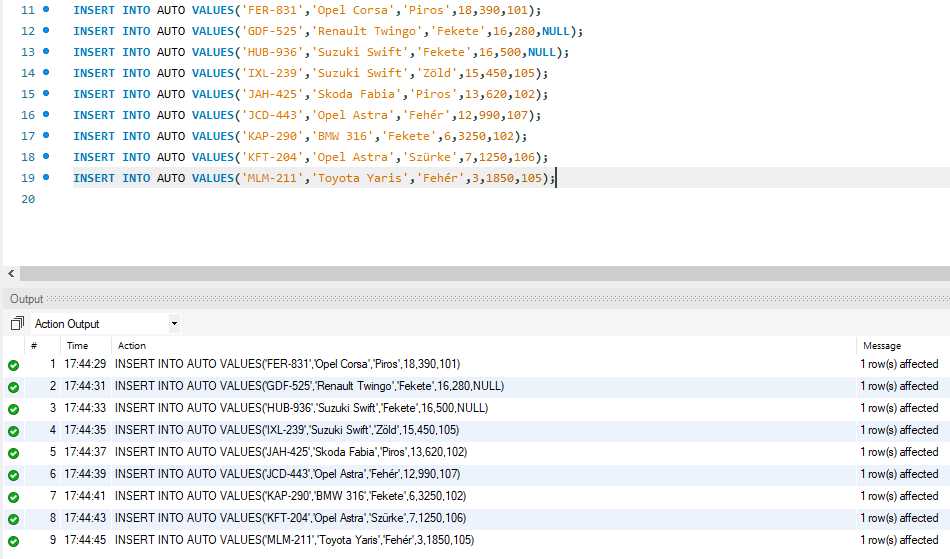 11 INSERT INTO AUTO VALUES('FER-831','Opel Corsa','Piros',18,390,101);
12 INSERT INTO AUTO VALUES('GDF-525','Renault Twingo','Fekete',16,280,NULL);
13 INSERT INTO AUTO VALUES('HUB-936','Suzuki Swift','Fekete',16,500,NULL);
14 INSERT INTO AUTO VALUES('IXL-239','Suzuki Swift','Zöld',15,450,105);
15 INSERT INTO AUTO VALUES('JAH-425','Skoda Fabia','Piros',13,620,102);
16 INSERT INTO AUTO VALUES('JCD-443','Opel Astra','Fehér',12,990,107);
17 INSERT INTO AUTO VALUES('KAP-290','BMW 316','Fekete',6,3250,102);
18 INSERT INTO AUTO VALUES('KFT-204','Opel Astra','Szürke',7,1250,106);
19 INSERT INTO AUTO VALUES('MLM-211','Toyota Yaris','Fehér',3,1850,105);
20
Output
Action Output
# Time Action Message
1 17:44:29 INSERT INTO AUTO VALUES('FER-831','Opel Corsa','Piros',18,390,101) 1 row(s) affected
2 17:44:31 INSERT INTO AUTO VALUES('GDF-525','Renault Twingo','Fekete',16,280,NULL) 1 row(s) affected
3 17:44:33 INSERT INTO AUTO VALUES('HUB-936','Suzuki Swift','Fekete',16,500,NULL) 1 row(s) affected
4 17:44:35 INSERT INTO AUTO VALUES('IXL-239','Suzuki Swift','Zöld',15,450,105) 1 row(s) affected
5 17:44:37 INSERT INTO AUTO VALUES('JAH-425','Skoda Fabia','Piros',13,620,102) 1 row(s) affected
6 17:44:39 INSERT INTO AUTO VALUES('JCD-443','Opel Astra','Fehér',12,990,107) 1 row(s) affected
7 17:44:41 INSERT INTO AUTO VALUES('KAP-290','BMW 316','Fekete',6,3250,102) 1 row(s) affected
8 17:44:43 INSERT INTO AUTO VALUES('KFT-204','Opel Astra','Szürke',7,1250,106) 1 row(s) affected
9 17:44:45 INSERT INTO AUTO VALUES('MLM-211','Toyota Yaris','Fehér',3,1850,105) 1 row(s) affected